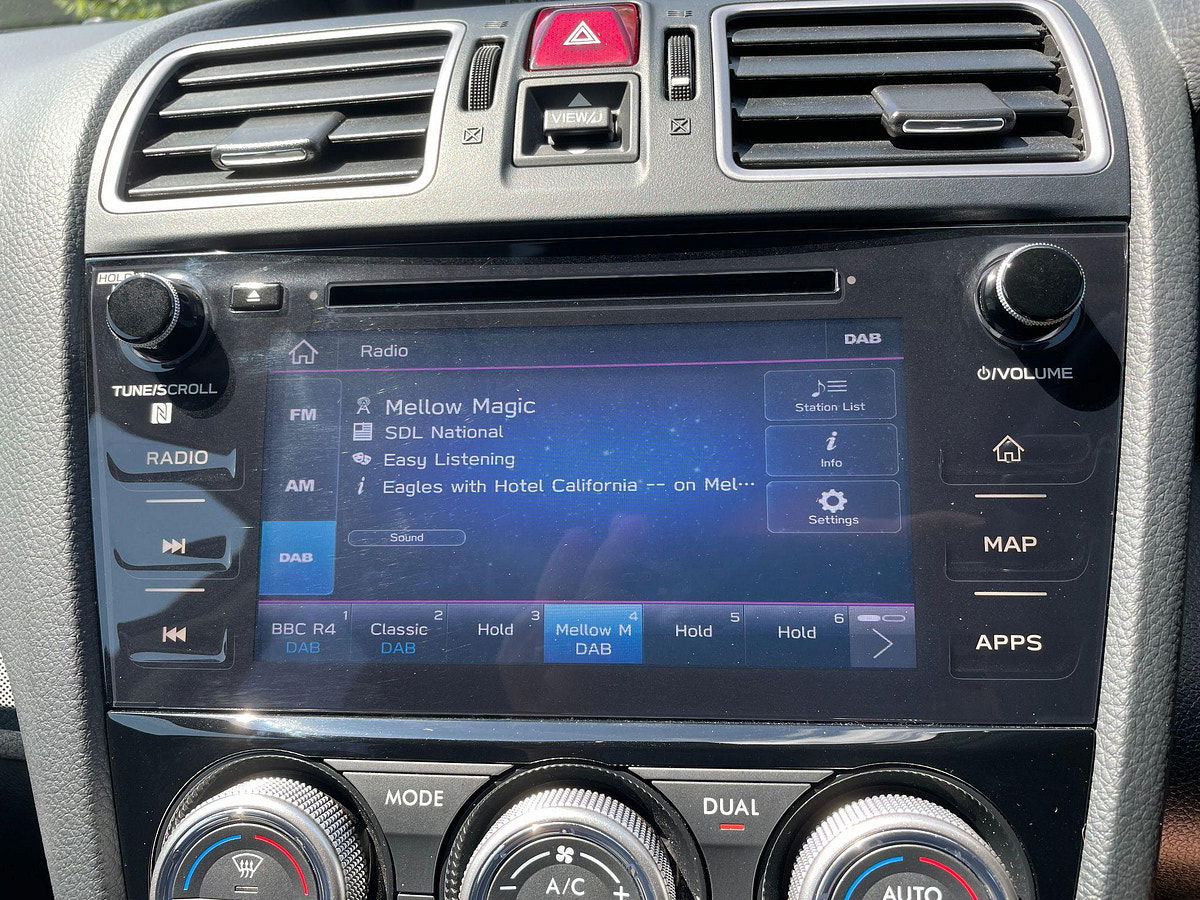 VIEW/
HOLD
TUNE/SCROLL
RADIO
Radio
DAB
FM
AM
DAB
Mellow Magic
SDL National
Easy Listening
i Eagles with Hotel California -- on Mel...
Sound
Station List
i
Info
Settings
1
BBC R4
DAB
2
Classic
DAB
3
Hold
4
Mellow M
DAB
5
Hold
6
Hold
/VOLUME
MAP
APPS
MODE
DUAL
A/C
- +
AUTO